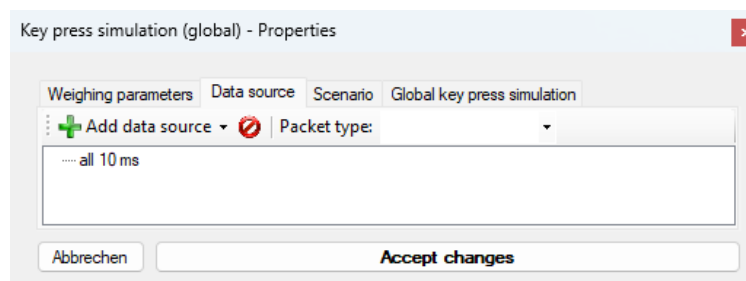 Key press simulation (global) - Properties
Weighing parameters Data source Scenario Global key press simulation
Add data source Packet type:
all 10 ms
Abbrechen Accept changes